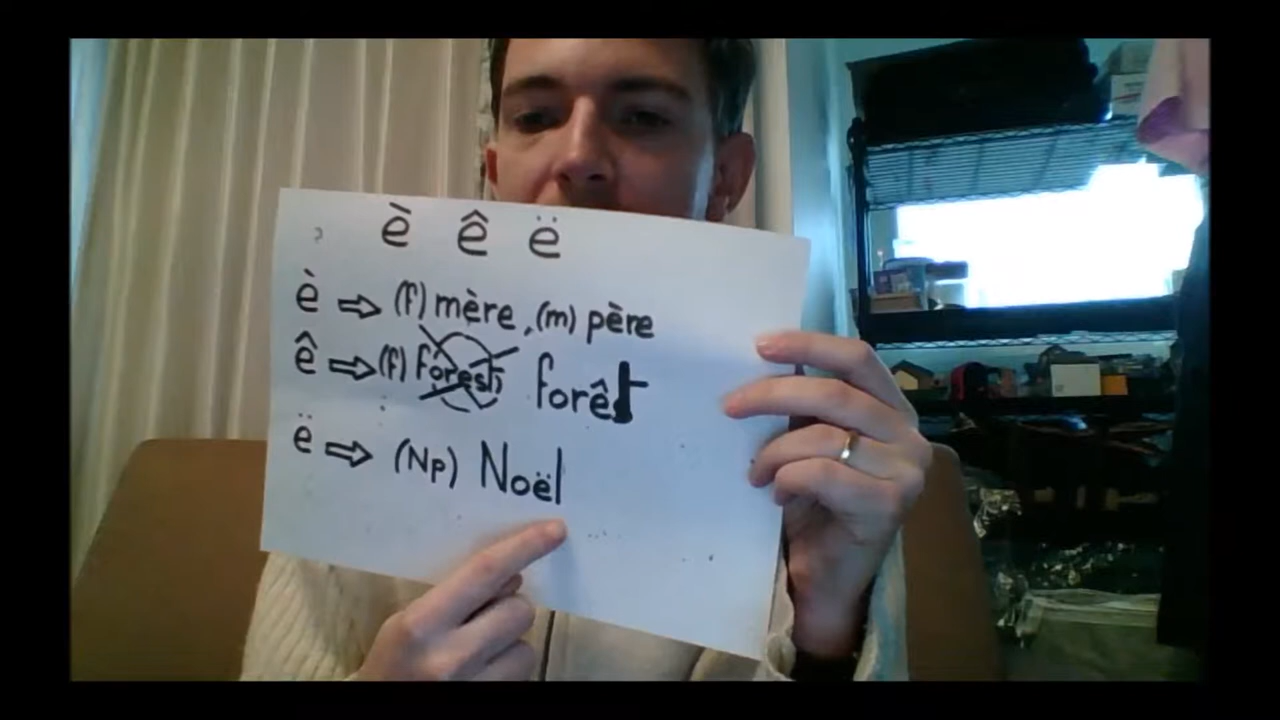 è ê ë
è ⇒ (f) mère, (m) père
ê ⇒ (f) forest forêt
ë ⇒ (Np) Noël